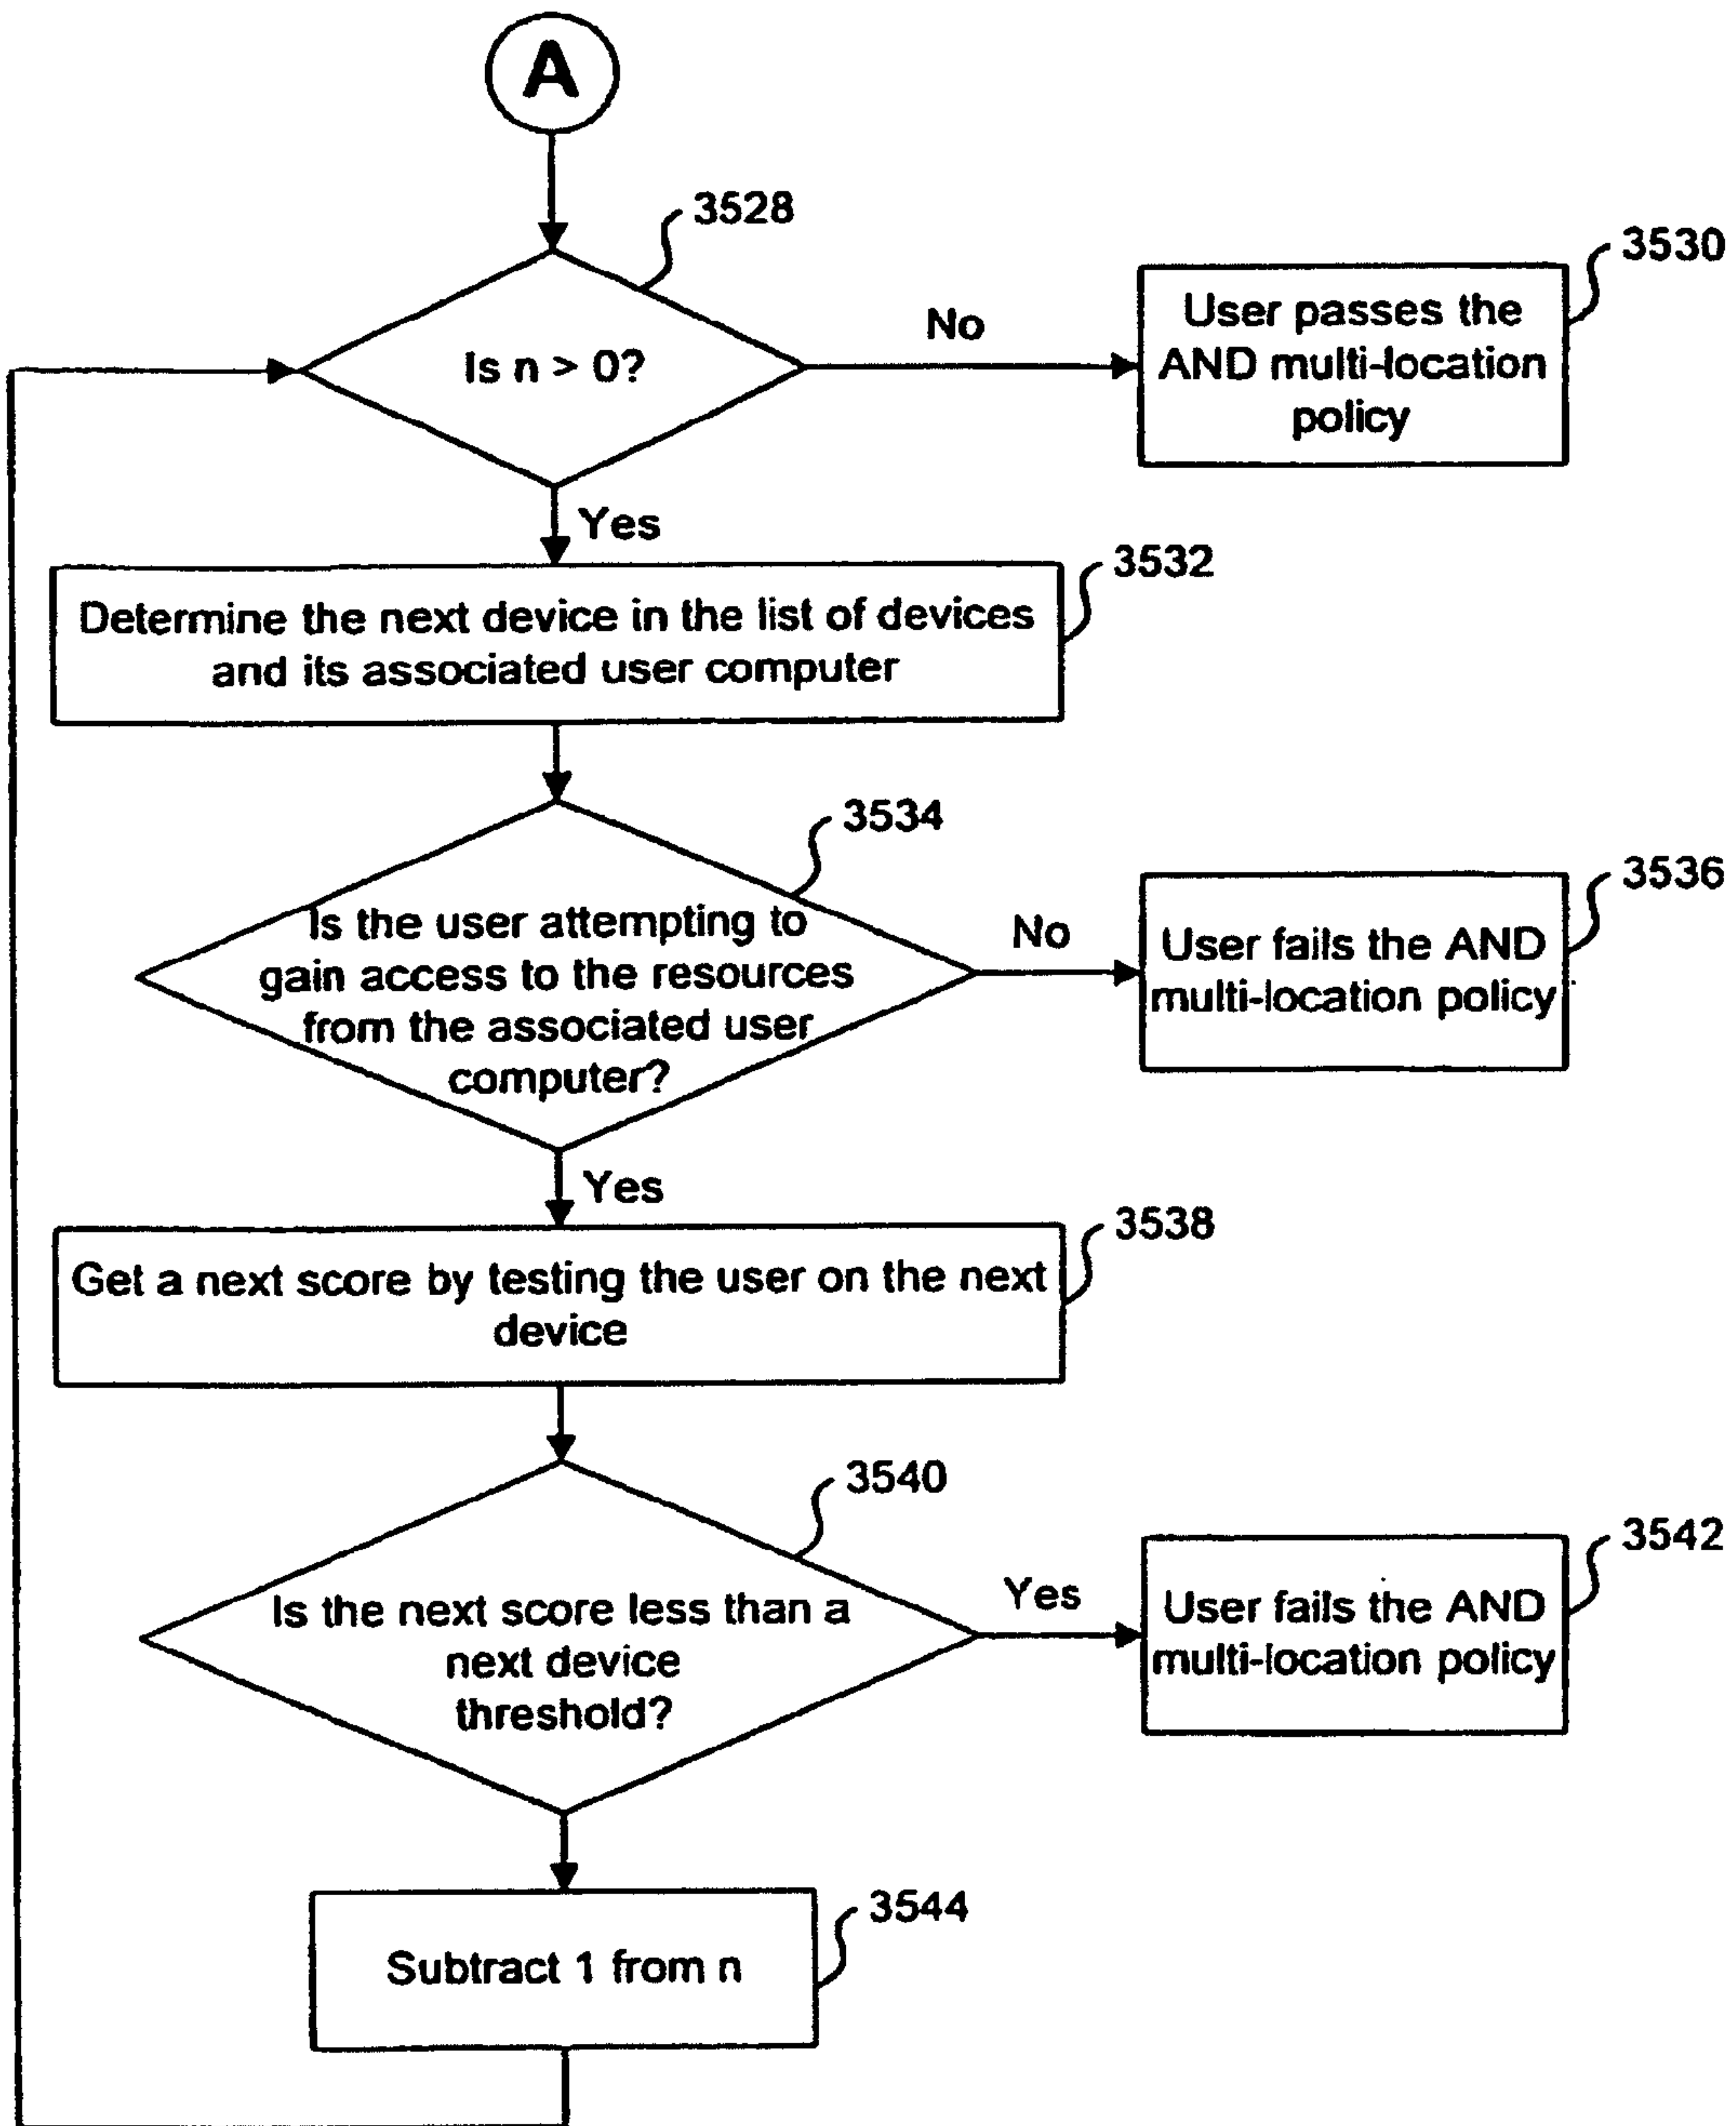 A
3528
Is n > 0?
No
3530
User passes the
AND multi-location
policy
Yes
3532
Determine the next device in the list of devices
and its associated user computer
3534
Is the user attempting to
gain access to the resources
from the associated user
computer?
No
3536
User fails the AND
multi-location policy
Yes
3538
Get a next score by testing the user on the next
device
3540
Is the next score less than a
next device
threshold?
Yes
3542
User fails the AND
multi-location policy
3544
Subtract 1 from n